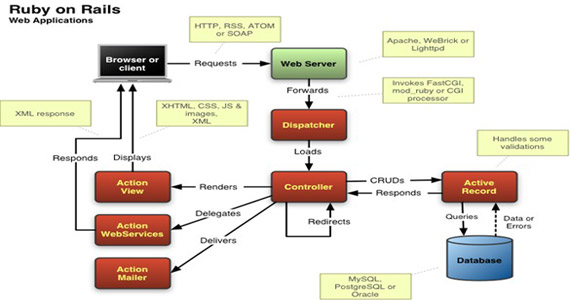 Ruby on Rails
Web Applications
HTTP, RSS, ATOM
or SOAP
Apache, WeBrick or
Lighttpd
Browser or
client
Requests
Web Server
Forwards
Invokes FastCGI,
mod_ruby or CGI
processor
XML response
XHTML, CSS, JS &
images,
XML
Dispatcher
Handles some
validations
Responds
Displays
Loads
Action
View
Renders
Controller
CRUDs
Responds
Active
Record
Delegates
Redirects
Queries
Data or
Errors
Action
WebServices
Delivers
Action
Mailer
Database
MySQL,
PostgreSQL or
Oracle